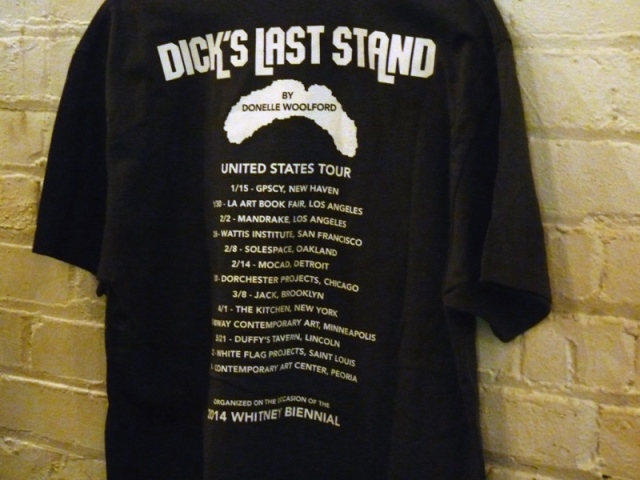 DICK'S LAST STAND
BY
DONELLE WOOLFORD
UNITED STATES TOUR
1/15 - GPSCY, NEW HAVEN
/30 - LA ART BOOK FAIR, LOS ANGELES
2/2 - MANDRAKE, LOS ANGELES
- WATTIS INSTITUTE, SAN FRANCISCO
2/8 - SOLESPACE, OAKLAND
2/14 - MOCAD, DETROIT
- DORCHESTER PROJECTS, CHICAGO
3/8 - JACK, BROOKLYN
4/1 - THE KITCHEN, NEW YORK
CONTEMPORARY ART, MINNEAPOLIS
5/21 - DUFFY'S TAVERN, LINCOLN
- WHITE FLAG PROJECTS, SAINT LOUIS
- CONTEMPORARY ART CENTER, PEORIA
ORGANIZED ON THE OCCASION OF THE
2014 WHITNEY BIENNIAL